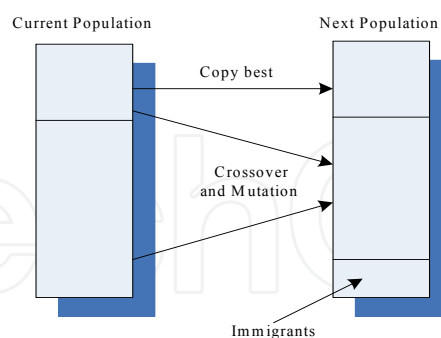 Current Population
Next Population
Copy best
Crossover
and Mutation
Immigrants